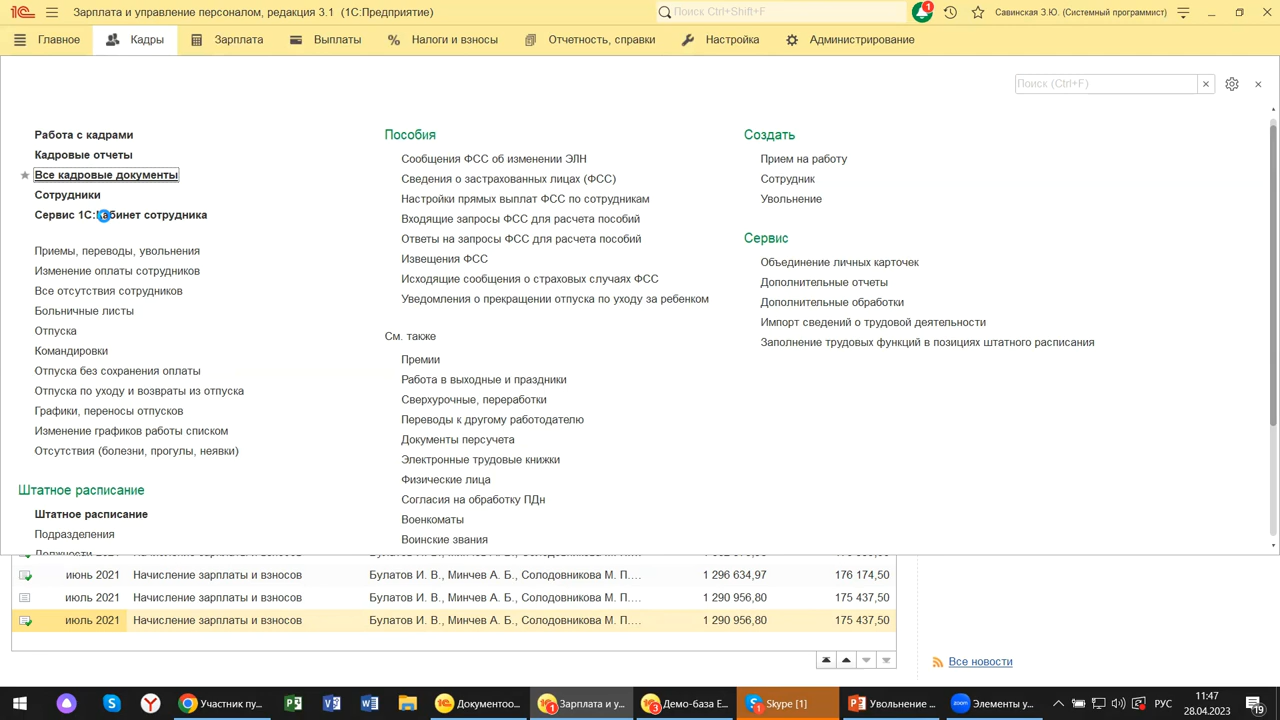 Зарплата и управление персоналом, редакция 3.1 (1С:Предприятие)
Поиск Ctrl+Shift+F
1
Савинская З.Ю. (Системный программист)
Главное
Кадры
Зарплата
Выплаты
Налоги и взносы
Отчетность, справки
Настройка
Администрирование
Поиск (Ctrl+F)
Работа с кадрами
Кадровые отчеты
Все кадровые документы
Сотрудники
Сервис 1С:Кабинет сотрудника
Приемы, переводы, увольнения
Изменение оплаты сотрудников
Все отсутствия сотрудников
Больничные листы
Отпуска
Командировки
Отпуска без сохранения оплаты
Отпуска по уходу и возвраты из отпуска
Графики, переносы отпусков
Изменение графиков работы списком
Отсутствия (болезни, прогулы, неявки)
Штатное расписание
Штатное расписание
Подразделения
Должности
Пособия
Сообщения ФСС об изменении ЭЛН
Сведения о застрахованных лицах (ФСС)
Настройки прямых выплат ФСС по сотрудникам
Входящие запросы ФСС для расчета пособий
Ответы на запросы ФСС для расчета пособий
Извещения ФСС
Исходящие сообщения о страховых случаях ФСС
Уведомления о прекращении отпуска по уходу за ребенком
См. также
Премии
Работа в выходные и праздники
Сверхурочные, переработки
Переводы к другому работодателю
Документы персучета
Электронные трудовые книжки
Физические лица
Согласия на обработку ПДн
Военкоматы
Воинские звания
Создать
Прием на работу
Сотрудник
Увольнение
Сервис
Объединение личных карточек
Дополнительные отчеты
Дополнительные обработки
Импорт сведений о трудовой деятельности
Заполнение трудовых функций в позициях штатного расписания
июнь 2021 Начисление зарплаты и взносов Булатов И. В., Минчев А. Б., Солодовникова М. П.... 1 296 634,97 176 174,50
июль 2021 Начисление зарплаты и взносов Булатов И. В., Минчев А. Б., Солодовникова М. П.... 1 290 956,80 175 437,50
июль 2021 Начисление зарплаты и взносов Булатов И. В., Минчев А. Б., Солодовникова М. П.... 1 290 956,80 175 437,50
Все новости
Участник пу...
Документоо...
Зарплата и у...
Демо-база Е...
Skype [1]
Увольнение ...
Элементы у...
РУС
11:47
28.04.2023
19